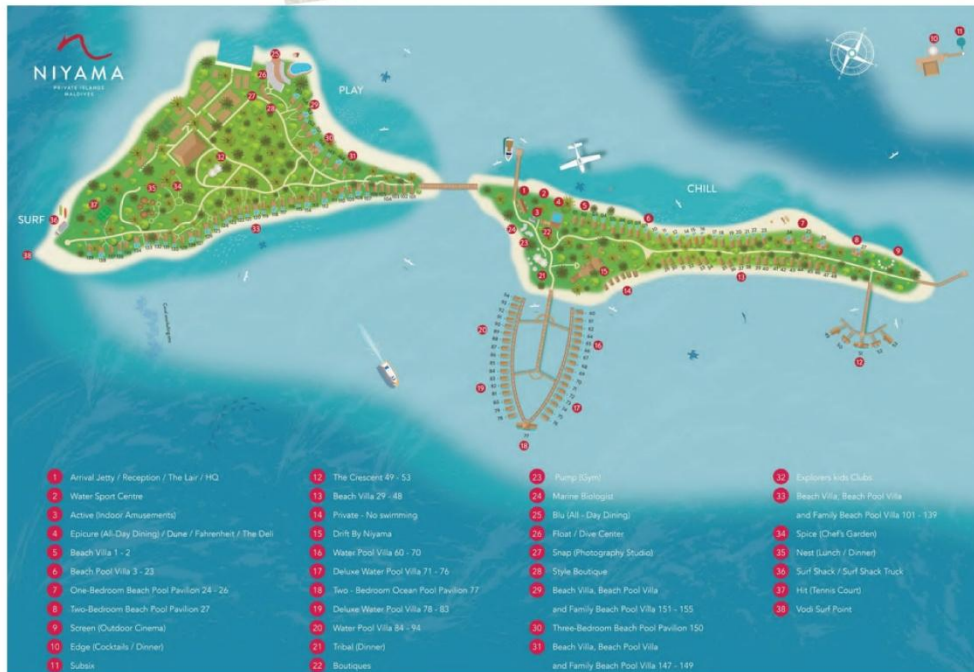 NIYAMA
PRIVATE ISLANDS
MALDIVES
PLAY
CHILL
SURF
1 Arrival Jetty / Reception / The Lair / HQ
2 Water Sport Centre
3 Active (Indoor Amusements)
4 Epicure (All-Day Dining) / Dune / Fahrenheit / The Deli
5 Beach Villa 1 - 2
6 Beach Pool Villa 3 - 23
7 One-Bedroom Beach Pool Pavilion 24 - 26
8 Two-Bedroom Beach Pool Pavilion 27
9 Screen (Outdoor Cinema)
10 Edge (Cocktails / Dinner)
11 Subsix
12 The Crescent 49 - 53
13 Beach Villa 29 - 48
14 Private - No swimming
15 Drift By Niyama
16 Water Pool Villa 60 - 70
17 Deluxe Water Pool Villa 71 - 76
18 Two - Bedroom Ocean Pool Pavilion 77
19 Deluxe Water Pool Villa 78 - 83
20 Water Pool Villa 84 - 94
21 Tribal (Dinner)
22 Boutiques
23 Pump (Gym)
24 Marine Biologist
25 Blu (All - Day Dining)
26 Float / Dive Center
27 Snap (Photography Studio)
28 Style Boutique
29 Beach Villa, Beach Pool Villa
and Family Beach Pool Villa 151 - 155
30 Three-Bedroom Beach Pool Pavilion 150
31 Beach Villa, Beach Pool Villa
and Family Beach Pool Villa 147 - 149
32 Explorers kids Clubs
33 Beach Villa, Beach Pool Villa
and Family Beach Pool Villa 101 - 139
34 Spice (Chef's Garden)
35 Nest (Lunch / Dinner)
36 Surf Shack / Surf Shack Truck
37 Hit (Tennis Court)
38 Vodi Surf Point